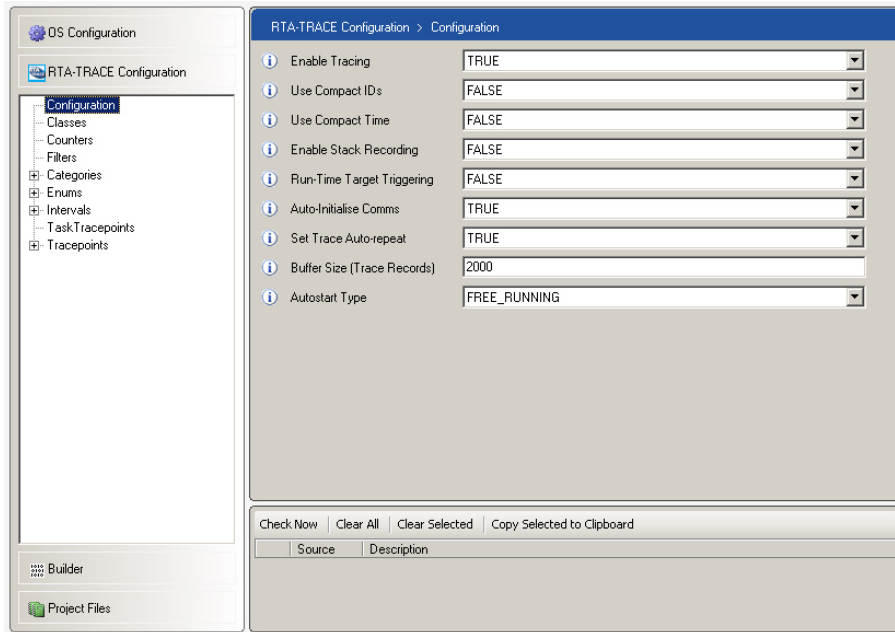 OS Configuration
RTA-TRACE Configuration
Configuration
Classes
Counters
Filters
Categories
Enums
Intervals
TaskTracepoints
Tracepoints
Builder
Project Files
RTA-TRACE Configuration > Configuration
Enable Tracing TRUE
Use Compact IDs FALSE
Use Compact Time FALSE
Enable Stack Recording FALSE
Run-Time Target Triggering FALSE
Auto-Initialise Comms TRUE
Set Trace Auto-repeat TRUE
Buffer Size (Trace Records) 2000
Autostart Type FREE_RUNNING
Check Now Clear All Clear Selected Copy Selected to Clipboard
Source Description